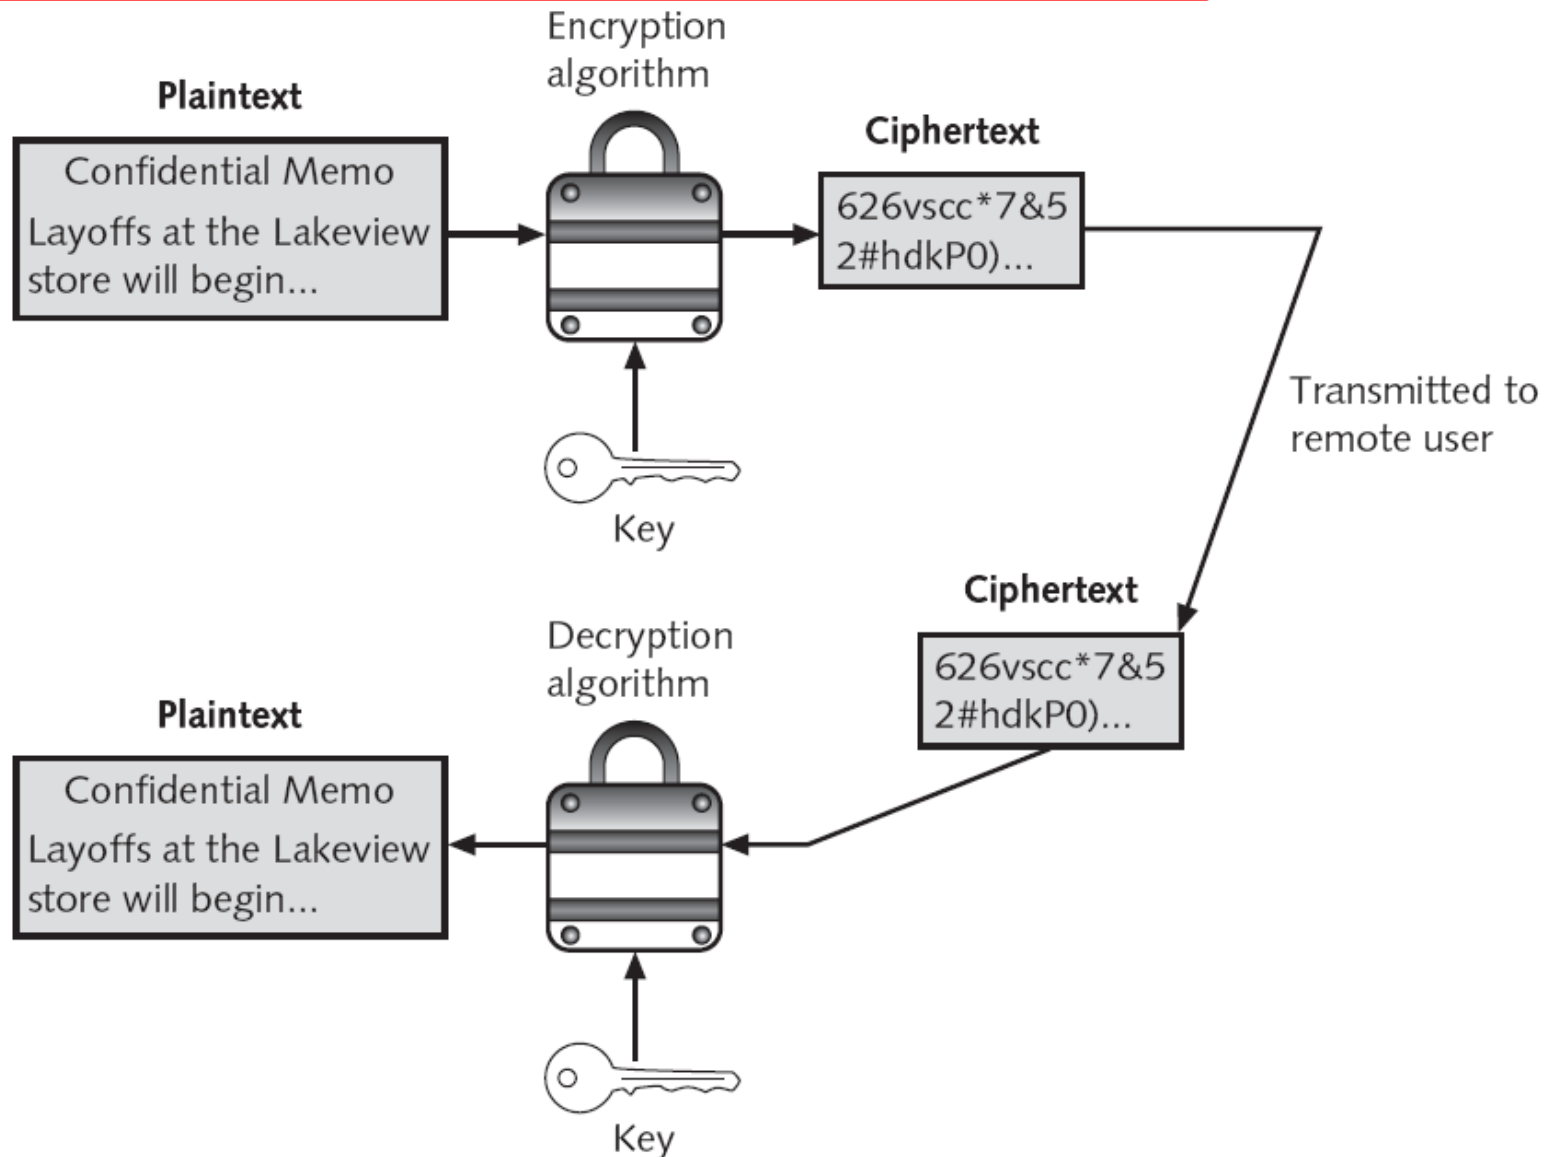 Encryption
algorithm
Plaintext
Confidential Memo
Layoffs at the Lakeview
store will begin...
Ciphertext
626vscc*7&5
2#hdkP0)...
Key
Transmitted to
remote user
Ciphertext
626vscc*7&5
2#hdkP0)...
Decryption
algorithm
Plaintext
Confidential Memo
Layoffs at the Lakeview
store will begin...
Key